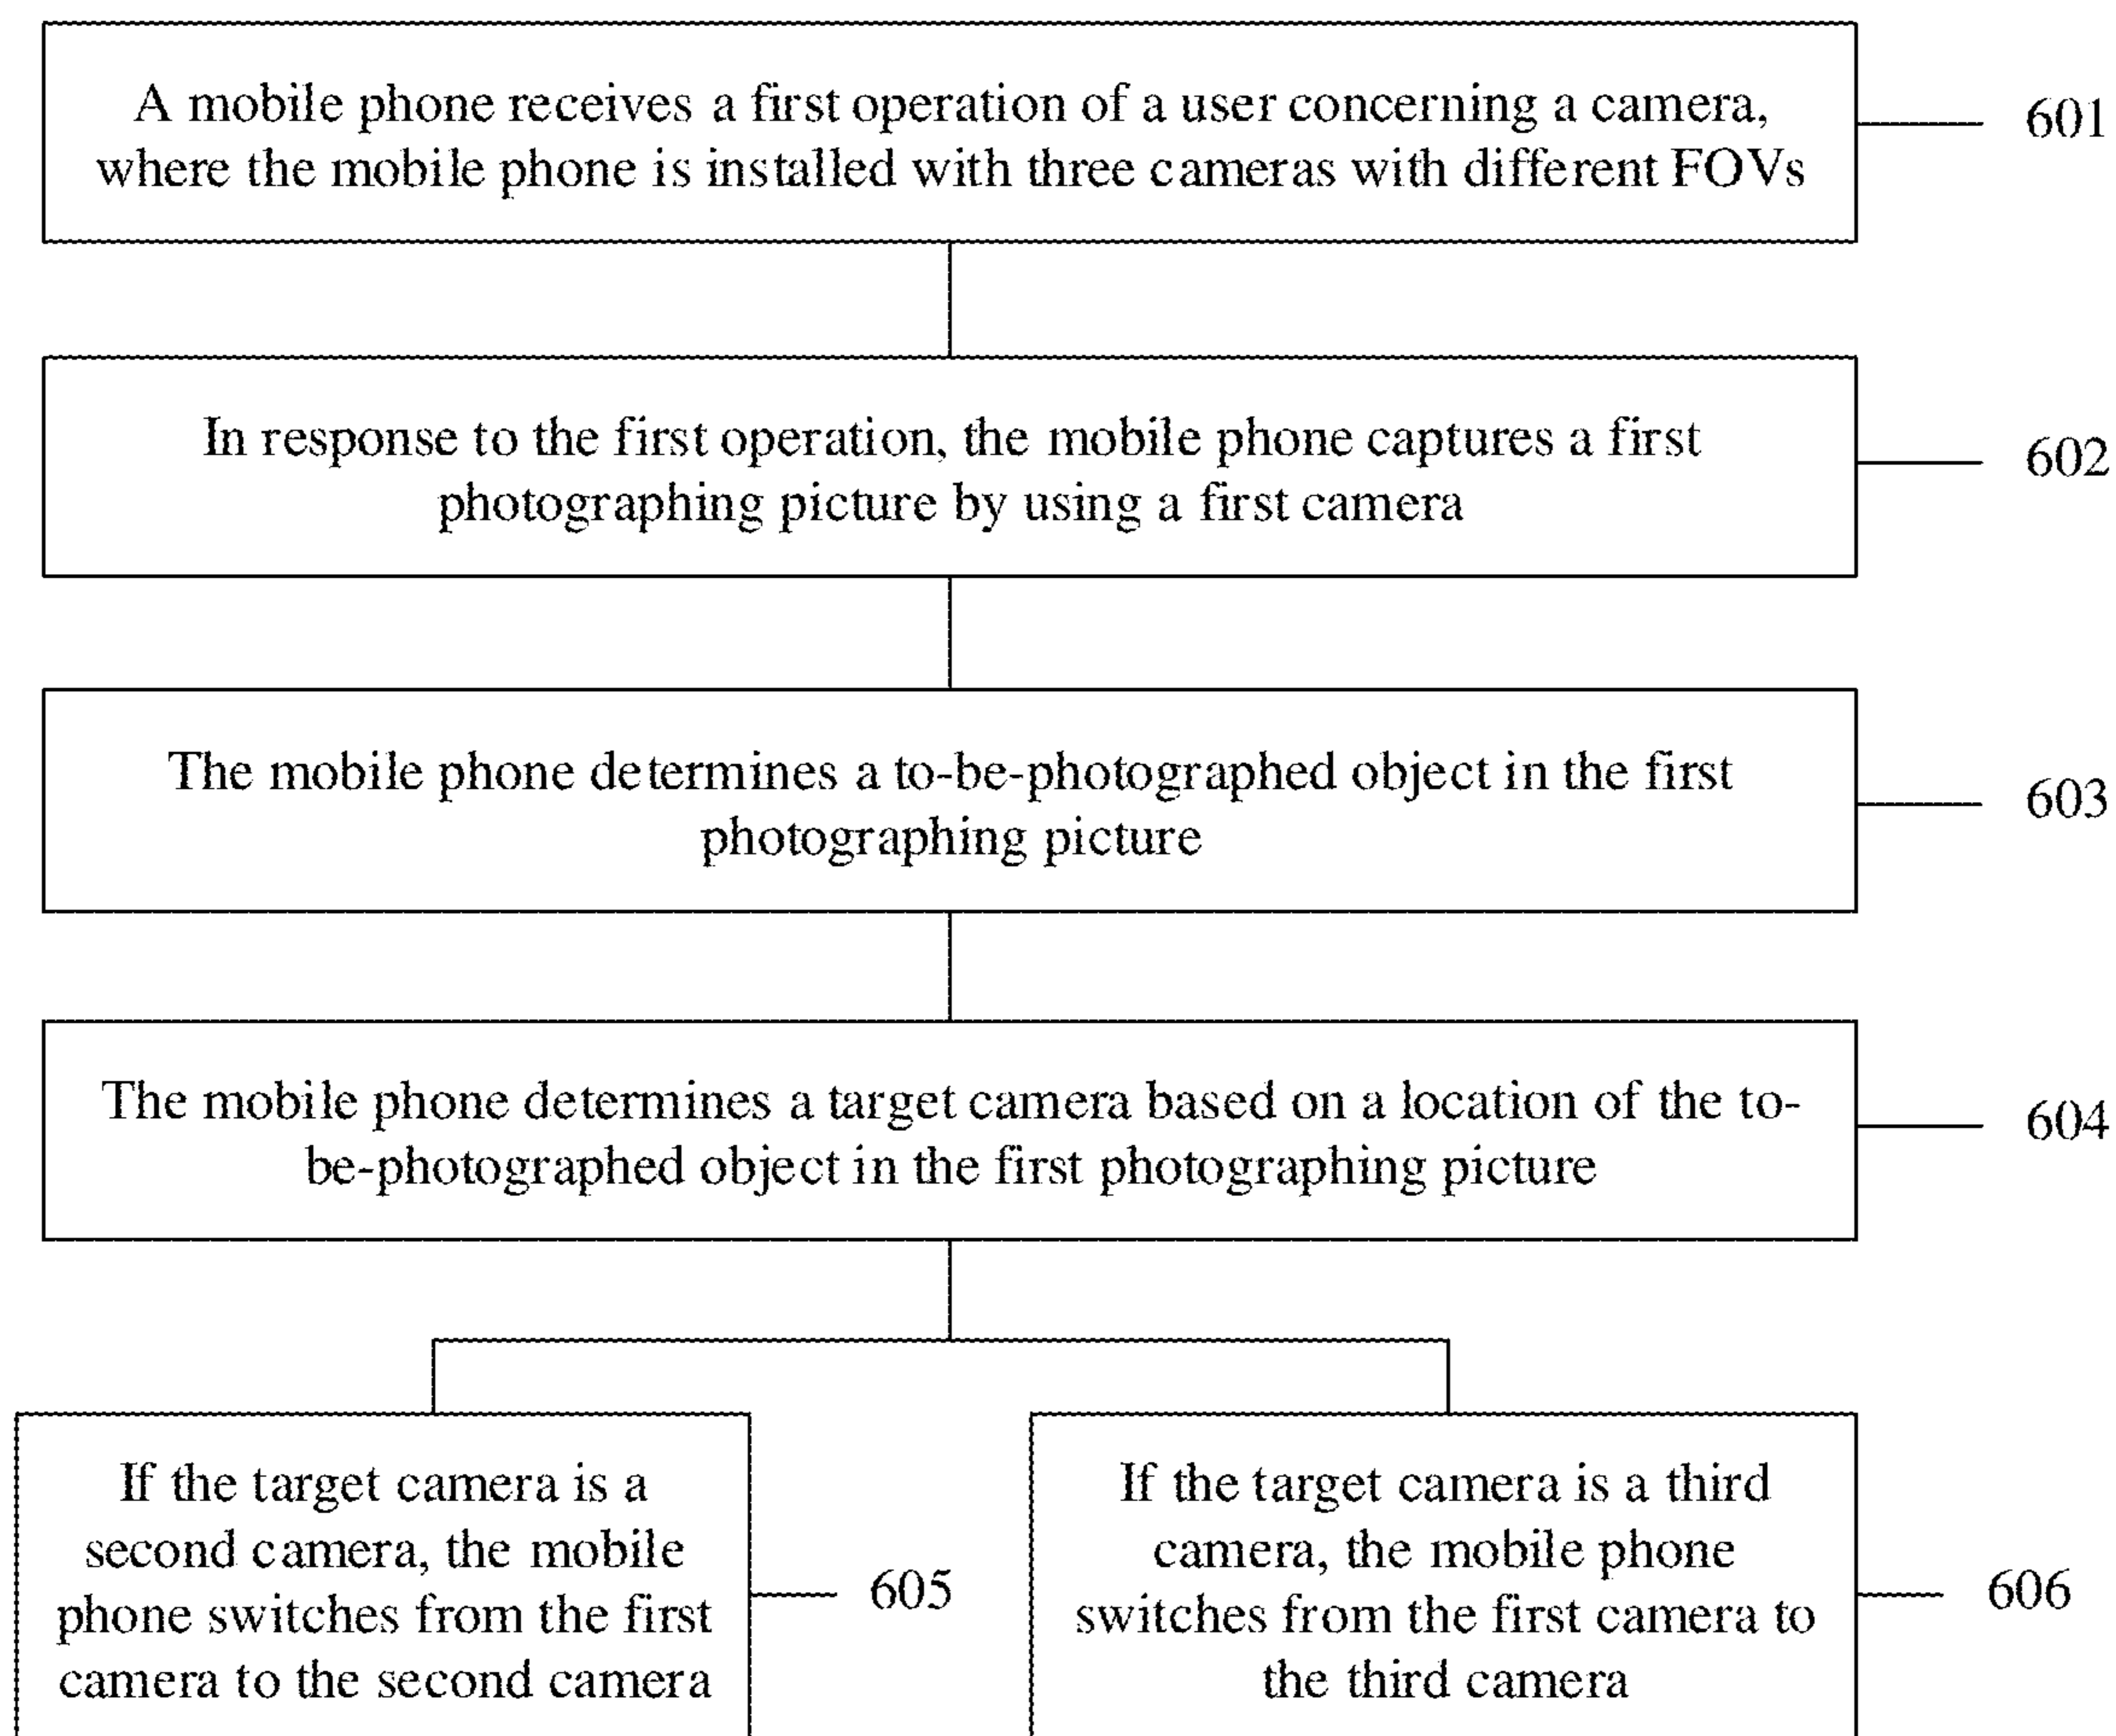 A mobile phone receives a first operation of a user concerning a camera,
where the mobile phone is installed with three cameras with different FOVs
601
In response to the first operation, the mobile phone captures a first
photographing picture by using a first camera
602
The mobile phone determines a to-be-photographed object in the first
photographing picture
603
The mobile phone determines a target camera based on a location of the to-
be-photographed object in the first photographing picture
604
If the target camera is a
second camera, the mobile
phone switches from the first
camera to the second camera
605
If the target camera is a third
camera, the mobile phone
switches from the first camera to
the third camera
606